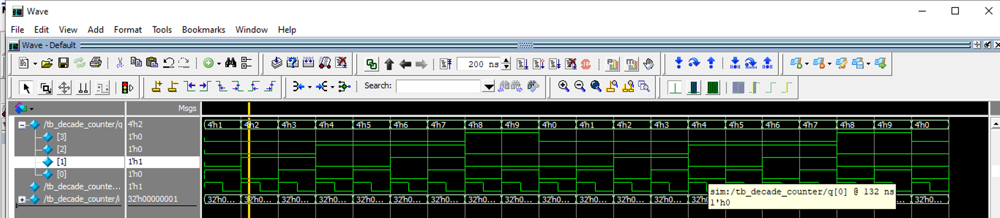 Wave
File Edit View Add Format Tools Bookmarks Window Help
Wave - Default
200 ns
Search:
Msgs
/tb_decade_counter/q 4'h2 4'h1 4'h2 4'h3 4'h4 4'h5 4'h6 4'h7 4'h8 4'h9 4'h0 4'h1 4'h2 4'h3 4'h4 4'h5 4'h6 4'h7 4'h8 4'h9 4'h0
[3] 1'h0
[2] 1'h0
[1] 1'h1
[0] 1'h0
/tb_decade_counte... 1'h1
/tb_decade_counter/i 32'h00000001 32'h0... 32'h0... 32'h0... 32'h0... 32'h0... 32'h0... 32'h0... 32'h0... 32'h0... 32'h0... 32'h0... 32'h0... 32'h0... 32'h ... 32'h0...
sim:/tb_decade_counter/q[0] @ 132 ns
1'h0